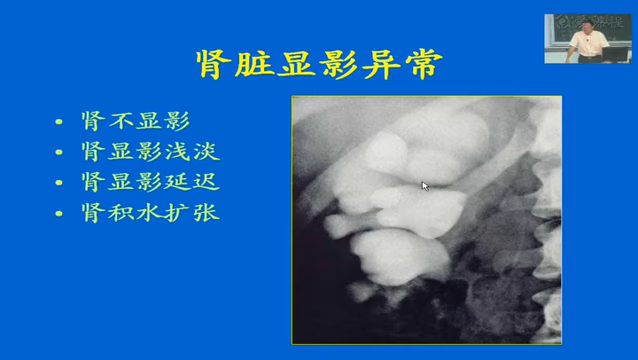 肾脏显影异常
• 肾不显影
• 肾显影浅淡
• 肾显影延迟
• 肾积水扩张